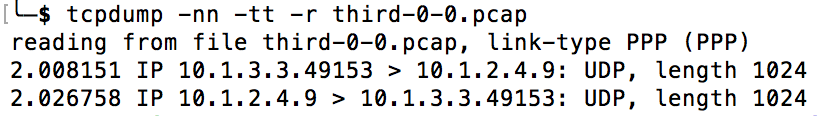 [╰─$ tcpdump -nn -tt -r third-0-0.pcap
reading from file third-0-0.pcap, link-type PPP (PPP)
2.008151 IP 10.1.3.3.49153 > 10.1.2.4.9: UDP, length 1024
2.026758 IP 10.1.2.4.9 > 10.1.3.3.49153: UDP, length 1024